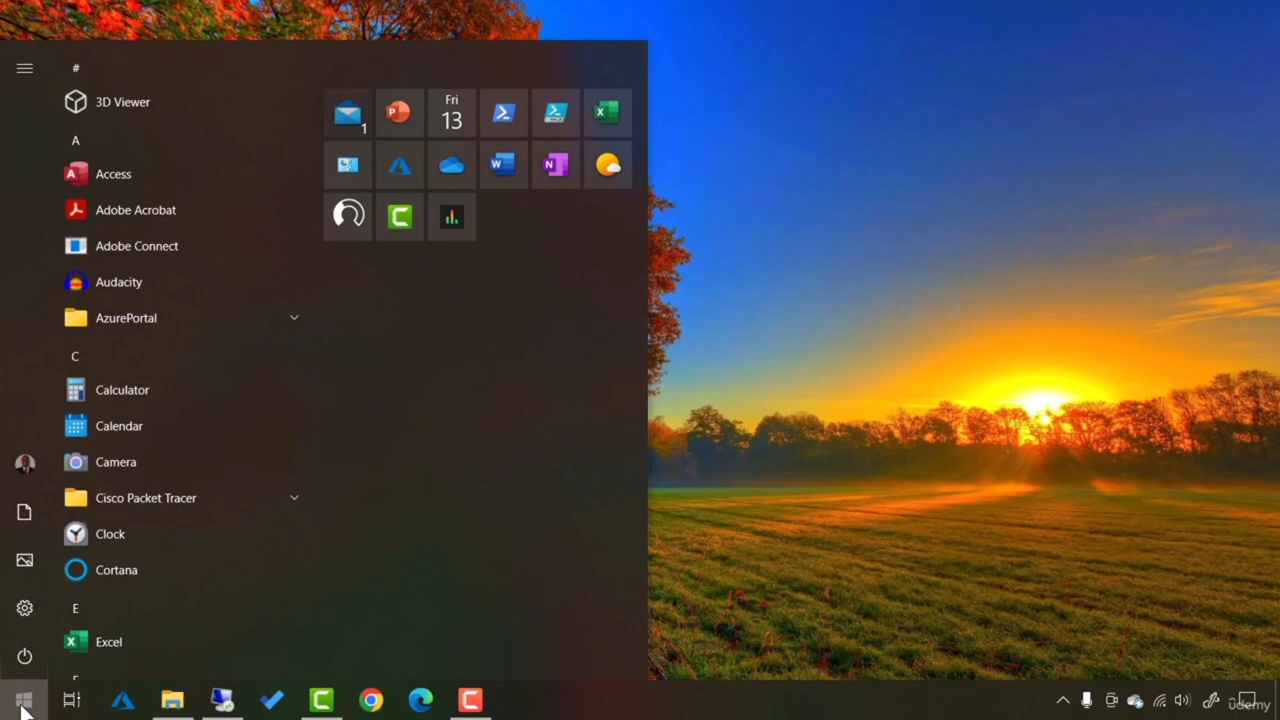 #
3D Viewer
A
Access
Adobe Acrobat
Adobe Connect
Audacity
AzurePortal
C
Calculator
Calendar
Camera
Cisco Packet Tracer
Clock
Cortana
E
Excel
1
Fri
13
udemy